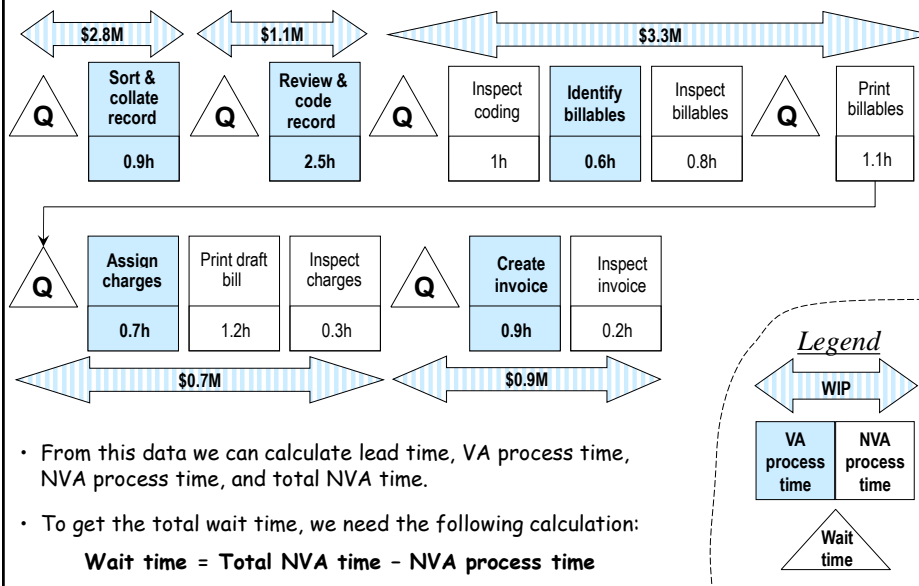 $2.8M
$1.1M
$3.3M
Q
Sort &
collate
record
0.9h
Q
Review &
code
record
2.5h
Q
Inspect
coding
1h
Identify
billables
0.6h
Inspect
billables
0.8h
Q
Print
billables
1.1h
Q
Assign
charges
0.7h
Print draft
bill
1.2h
Inspect
charges
0.3h
Q
Create
invoice
0.9h
Inspect
invoice
0.2h
$0.7M
$0.9M
Legend
WIP
VA
process
time
NVA
process
time
Wait
time
• From this data we can calculate lead time, VA process time,
NVA process time, and total NVA time.
• To get the total wait time, we need the following calculation:
Wait time = Total NVA time – NVA process time